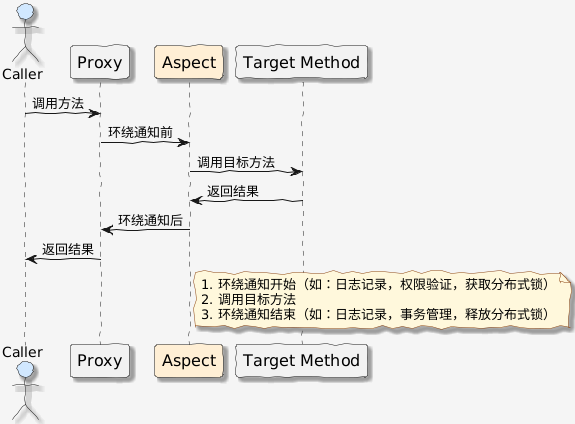 Caller
Proxy
Aspect
Target Method
调用方法
环绕通知前
调用目标方法
返回结果
环绕通知后
返回结果
1. 环绕通知开始（如：日志记录，权限验证，获取分布式锁）
2. 调用目标方法
3. 环绕通知结束（如：日志记录，事务管理，释放分布式锁）
Caller
Proxy
Aspect
Target Method